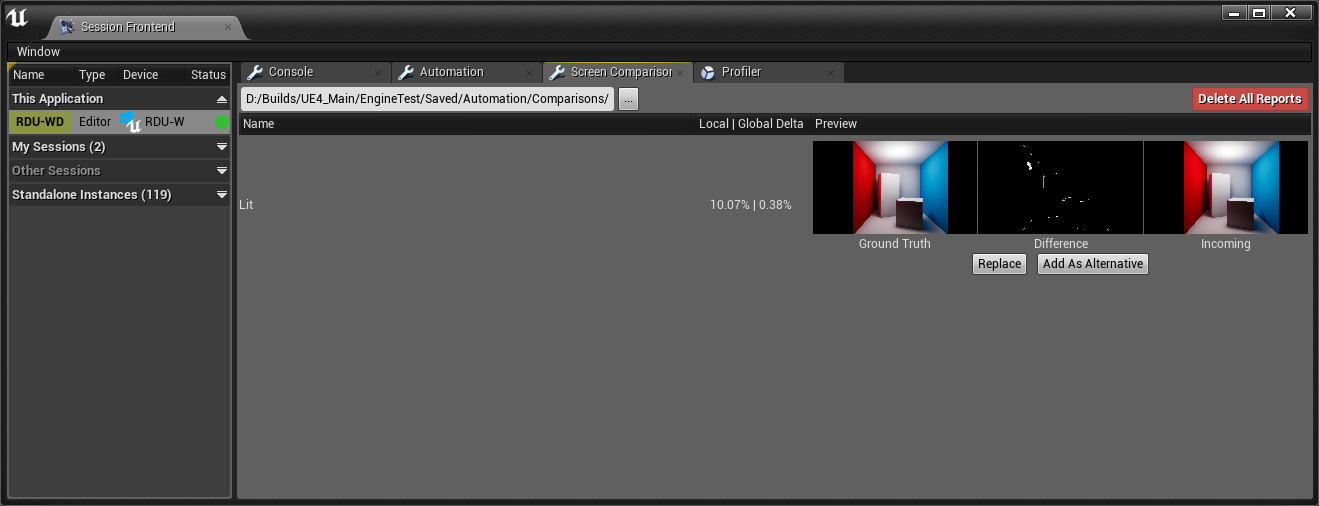 Session Frontend
Window
Name Type Device Status
This Application
RDU-WD Editor RDU-W
My Sessions (2)
Other Sessions
Standalone Instances (119)
Console Automation Screen Comparison Profiler
D:/Builds/UE4_Main/EngineTest/Saved/Automation/Comparisons/ ... Delete All Reports
Name Local | Global Delta Preview
Lit 10.07% | 0.38%
Ground Truth Difference Incoming
Replace Add As Alternative